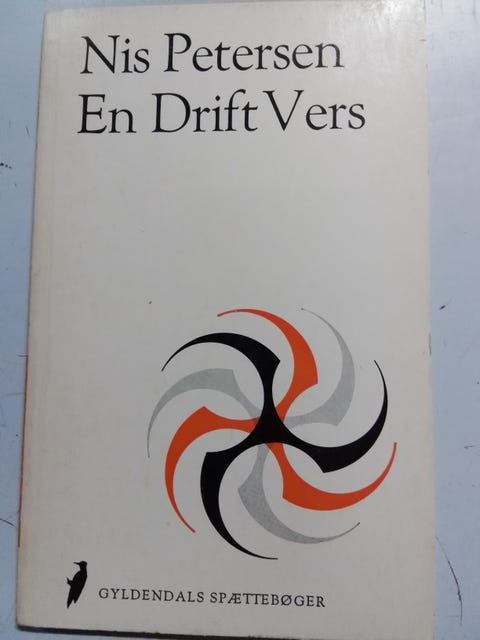 Nis Petersen
En Drift Vers
GYLDENDALS SPÆTTEBØGER